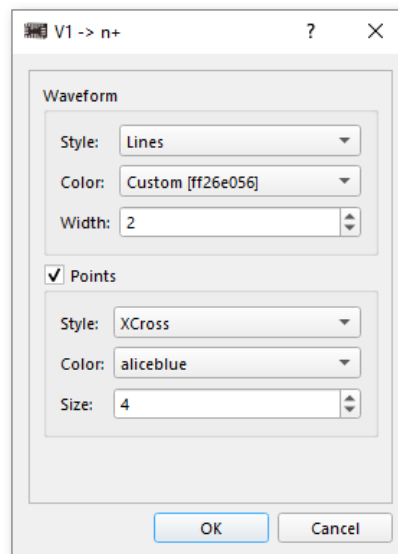 V1 -> n+ ?
Waveform
Style: Lines
Color: Custom [ff26e056]
Width: 2
Points
Style: XCross
Color: aliceblue
Size: 4
OK Cancel